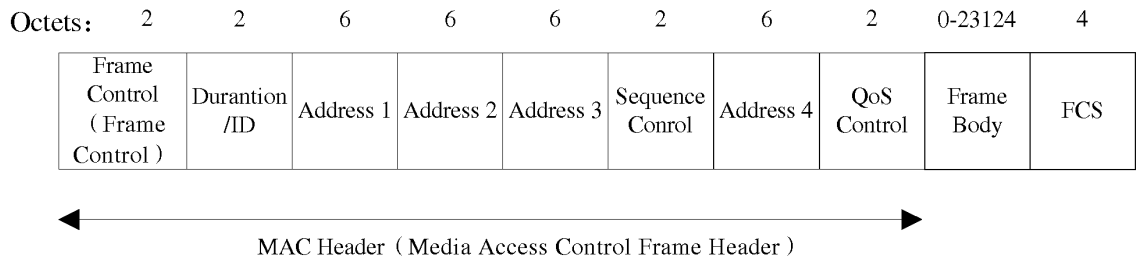 Octets: 2 2 6 6 6 2 6 2 0-23124 4
Frame
Control
( Frame
Control )
Durantion
/ID
Address 1
Address 2
Address 3
Sequence
Conrol
Address 4
QoS
Control
Frame
Body
FCS
MAC Header ( Media Access Control Frame Header )